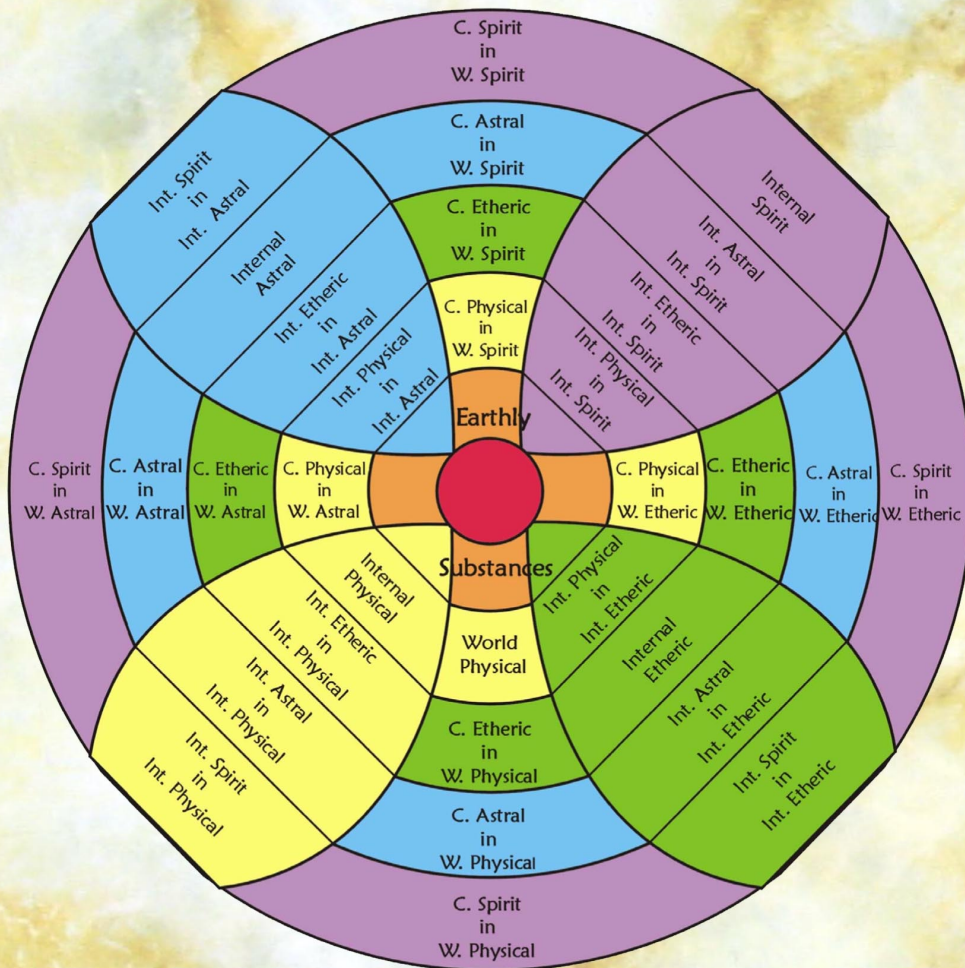 C. Spirit
in
W. Spirit
C. Astral
in
W. Spirit
C. Etheric
in
W. Spirit
C. Physical
in
W. Spirit
Earthly
Int. Spirit
in
Int. Astral
Internal
Astral
Int. Etheric
in
Int. Astral
Int. Physical
in
Int. Astral
Internal
Spirit
Int. Astral
in
Int. Spirit
Int. Etheric
in
Int. Spirit
Int. Physical
in
Int. Spirit
C. Spirit
in
W. Astral
C. Astral
in
W. Astral
C. Etheric
in
W. Astral
C. Physical
in
W. Astral
C. Physical
in
W. Etheric
C. Etheric
in
W. Etheric
C. Astral
in
W. Etheric
C. Spirit
in
W. Etheric
Substances
Internal
Physical
Int. Etheric
in
Int. Physical
Int. Astral
in
Int. Physical
Int. Spirit
in
Int. Physical
Int. Physical
in
Int. Etheric
Internal
Etheric
Int. Astral
in
Int. Etheric
Int. Spirit
in
Int. Etheric
World
Physical
C. Etheric
in
W. Physical
C. Astral
in
W. Physical
C. Spirit
in
W. Physical